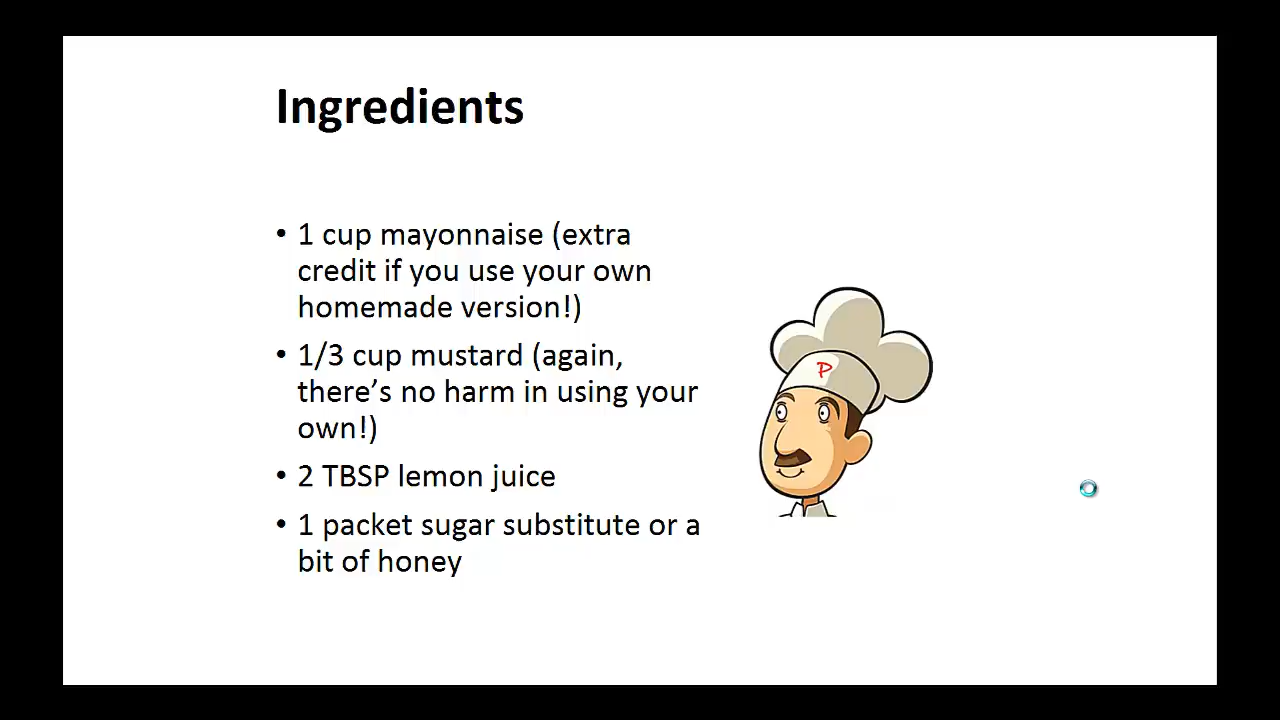 Ingredients
• 1 cup mayonnaise (extra
credit if you use your own
homemade version!)
• 1/3 cup mustard (again,
there’s no harm in using your
own!)
• 2 TBSP lemon juice
• 1 packet sugar substitute or a
bit of honey
P